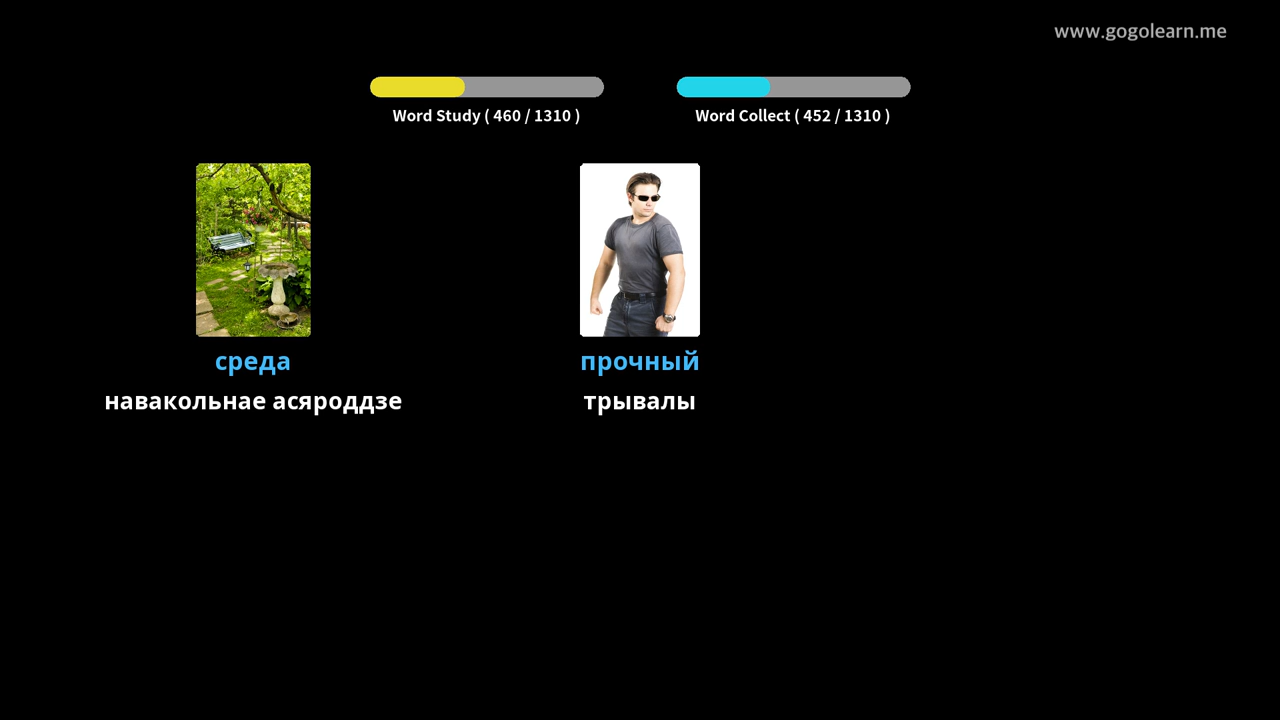 www.gogolearn.me
Word Study ( 460 / 1310 )
Word Collect ( 452 / 1310 )
среда
прочный
навакольнае асяроддзе
трывалы